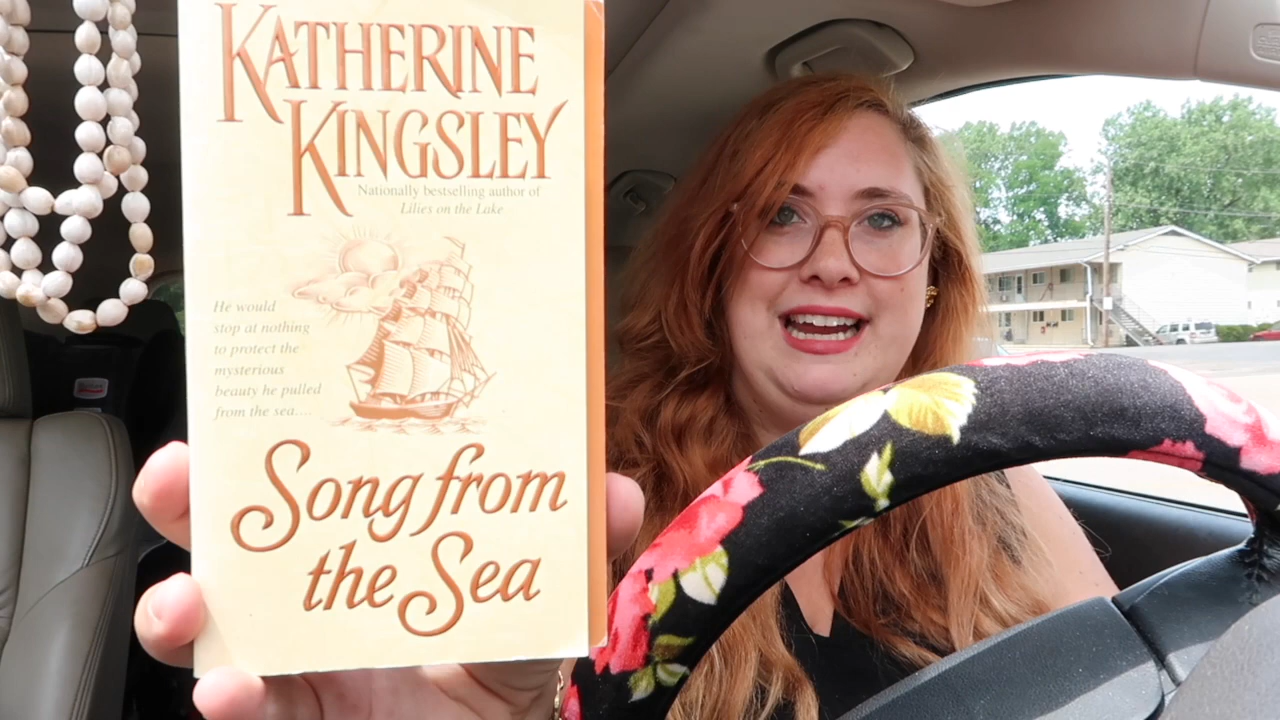 KATHERINE
KINGSLEY
Nationally bestselling author of
Lilies on the Lake
He would
stop at nothing
to protect the
mysterious
beauty he pulled
from the sea....
Song from
the Sea